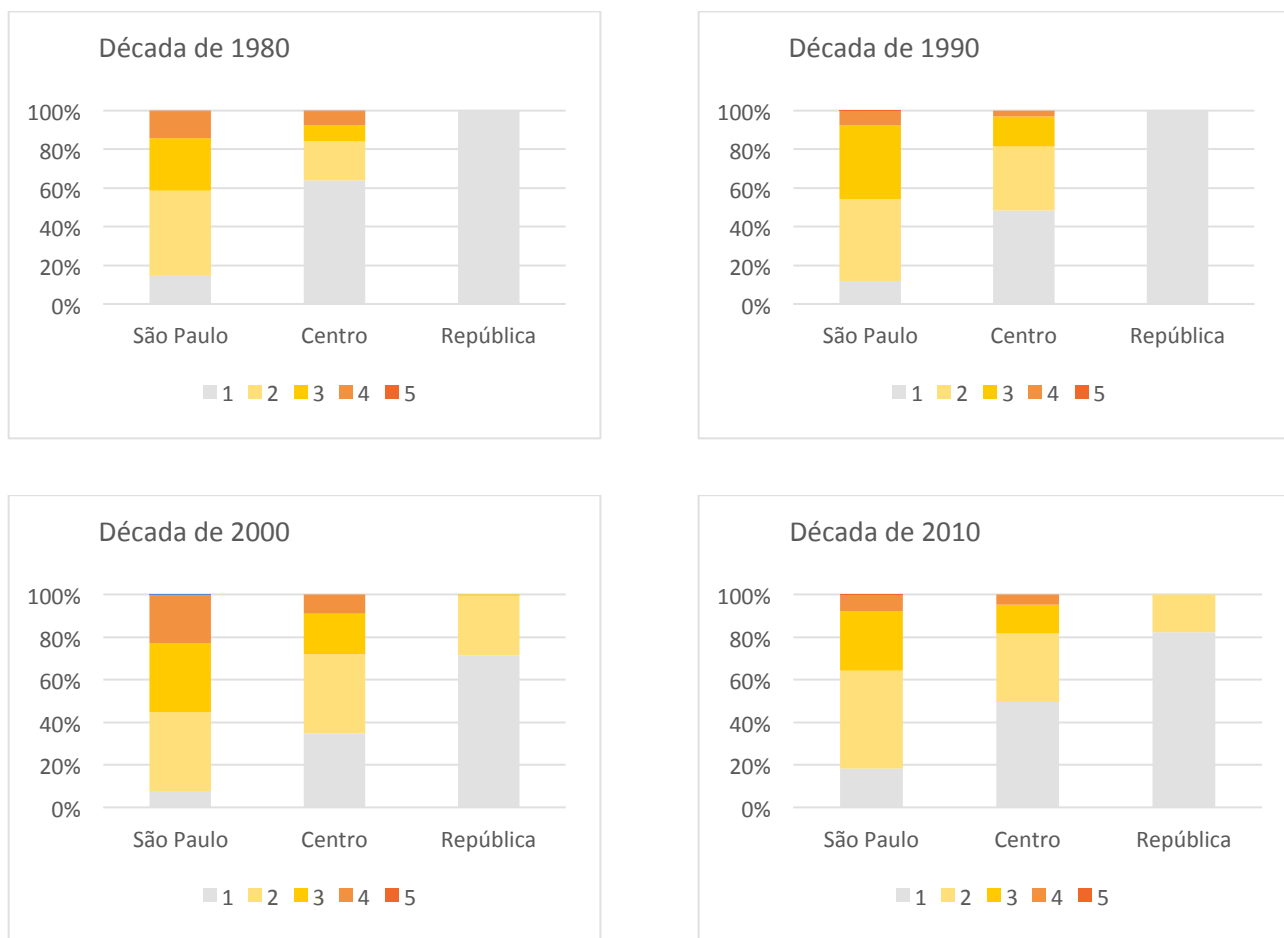 Década de 1980
100%
80%
60%
40%
20%
0%
São Paulo Centro República
1 2 3 4 5
Década de 1990
100%
80%
60%
40%
20%
0%
São Paulo Centro República
1 2 3 4 5
Década de 2000
100%
80%
60%
40%
20%
0%
São Paulo Centro República
1 2 3 4 5
Década de 2010
100%
80%
60%
40%
20%
0%
São Paulo Centro República
1 2 3 4 5